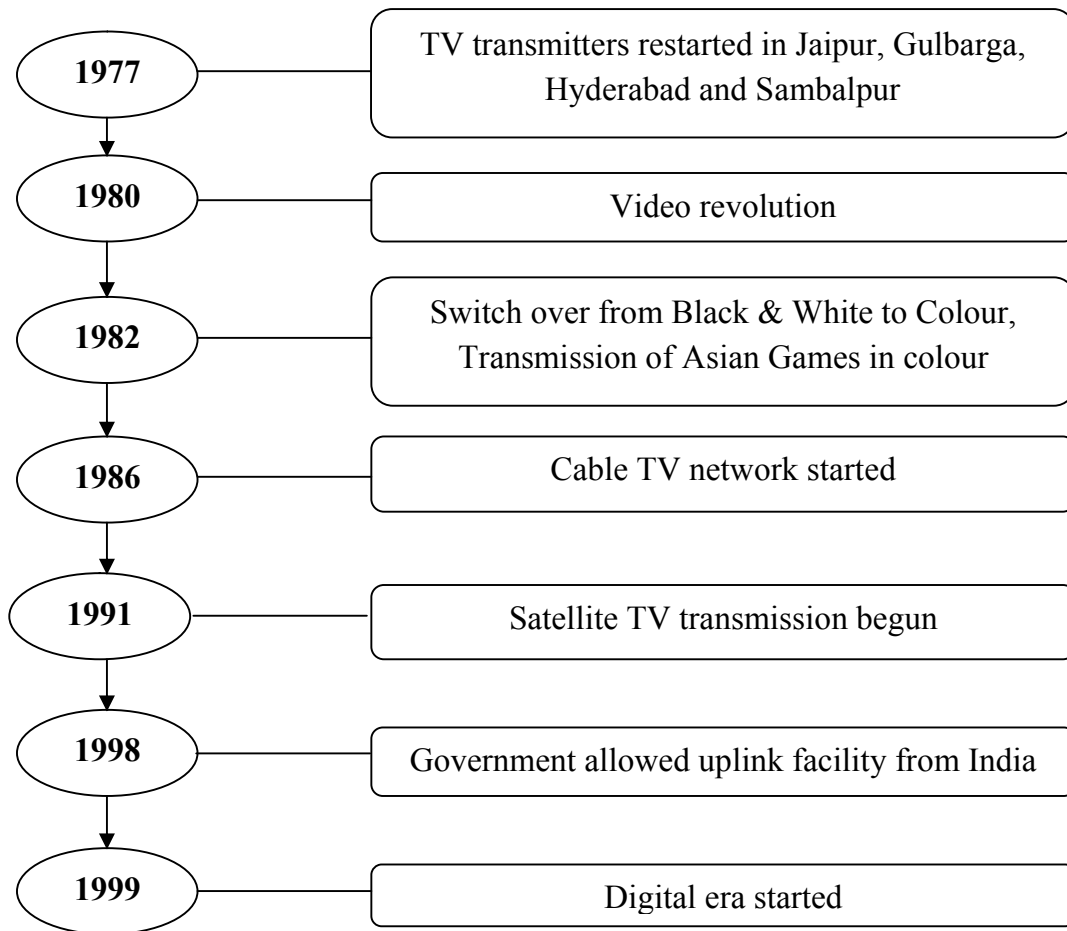 1977
TV transmitters restarted in Jaipur, Gulbarga,
Hyderabad and Sambalpur
1980
Video revolution
1982
Switch over from Black & White to Colour,
Transmission of Asian Games in colour
1986
Cable TV network started
1991
Satellite TV transmission begun
1998
Government allowed uplink facility from India
1999
Digital era started